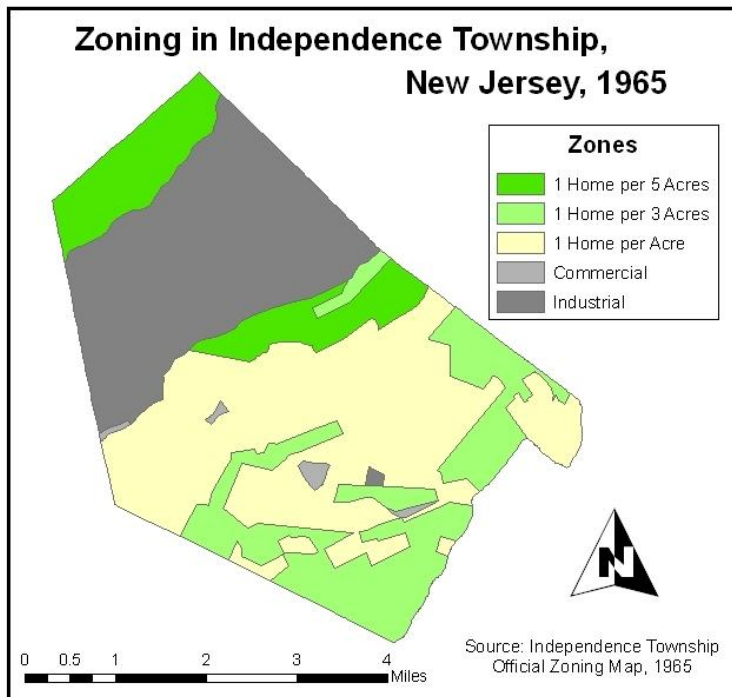 Zoning in Independence Township,
New Jersey, 1965
Zones
1 Home per 5 Acres
1 Home per 3 Acres
1 Home per Acre
Commercial
Industrial
N
Source: Independence Township
Official Zoning Map, 1965
0 0.5 1 2 3 4
Miles